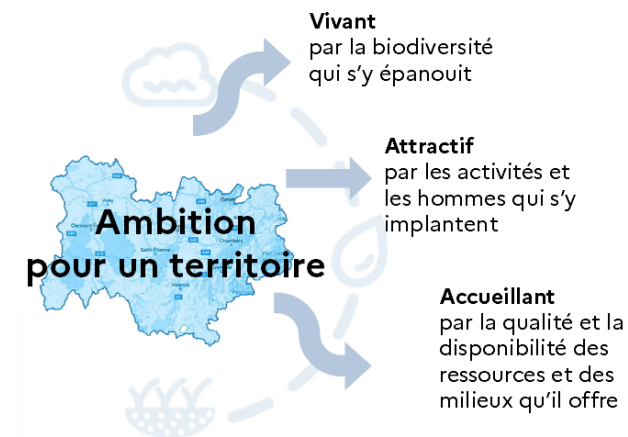 Vivant
par la biodiversité
qui s'y épanouit
Attractif
par les activités et
les hommes qui s'y
implantent
Ambition
pour un territoire
Accueillant
par la qualité et la
disponibilité des
ressources et des
milieux qu'il offre